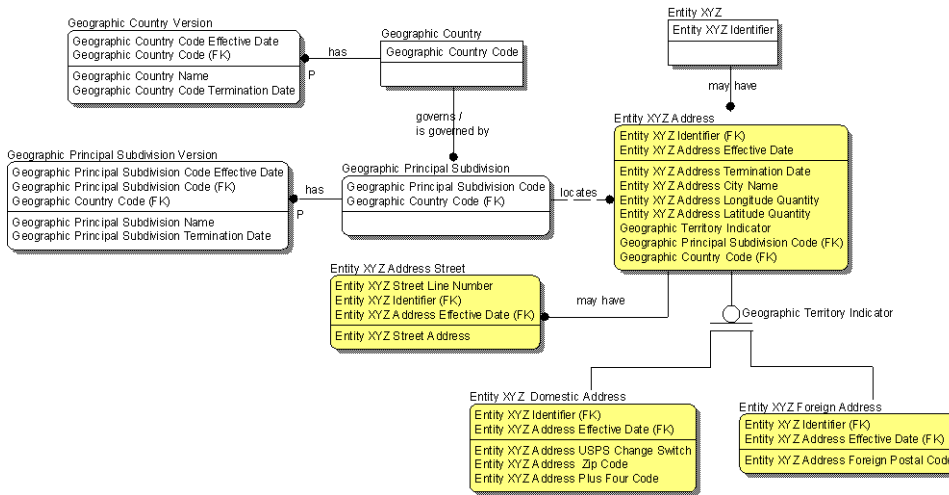 Geographic Country Version
Geographic Country Code Effective Date
Geographic Country Code (FK)
Geographic Country Name
Geographic Country Code Termination Date
has
P
Geographic Country
Geographic Country Code
Entity XYZ
Entity XYZ Identifier
may have
governs /
is governed by
Entity XYZ Address
Entity XYZ Identifier (FK)
Entity XYZ Address Effective Date
Entity XYZ Address Termination Date
Entity XYZ Address City Name
Entity XYZ Address Longitude Quantity
Entity XYZ Address Latitude Quantity
Geographic Territory Indicator
Geographic Principal Subdivision Code (FK)
Geographic Country Code (FK)
Geographic Principal Subdivision Version
Geographic Principal Subdivision Code Effective Date
Geographic Principal Subdivision Code (FK)
Geographic Country Code (FK)
Geographic Principal Subdivision Name
Geographic Principal Subdivision Termination Date
has
P
Geographic Principal Subdivision
Geographic Principal Subdivision Code
Geographic Country Code (FK)
locates
Entity XYZ Address Street
Entity XYZ Street Line Number
Entity XYZ Identifier (FK)
Entity XYZ Address Effective Date (FK)
Entity XYZ Street Address
may have
Geographic Territory Indicator
Entity XYZ Domestic Address
Entity XYZ Identifier (FK)
Entity XYZ Address Effective Date (FK)
Entity XYZ Address USPS Change Switch
Entity XYZ Address Zip Code
Entity XYZ Address Plus Four Code
Entity XYZ Foreign Address
Entity XYZ Identifier (FK)
Entity XYZ Address Effective Date (FK)
Entity XYZ Address Foreign Postal Code